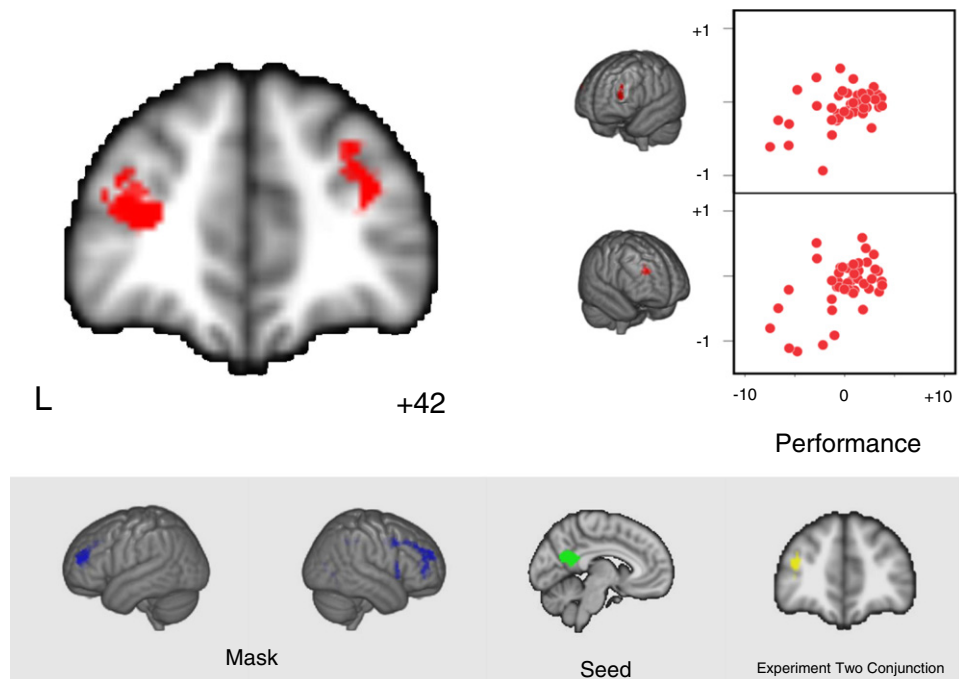 +1
-1
+1
-1
L
+42
-10 0 +10
Performance
Mask
Seed
Experiment Two Conjunction